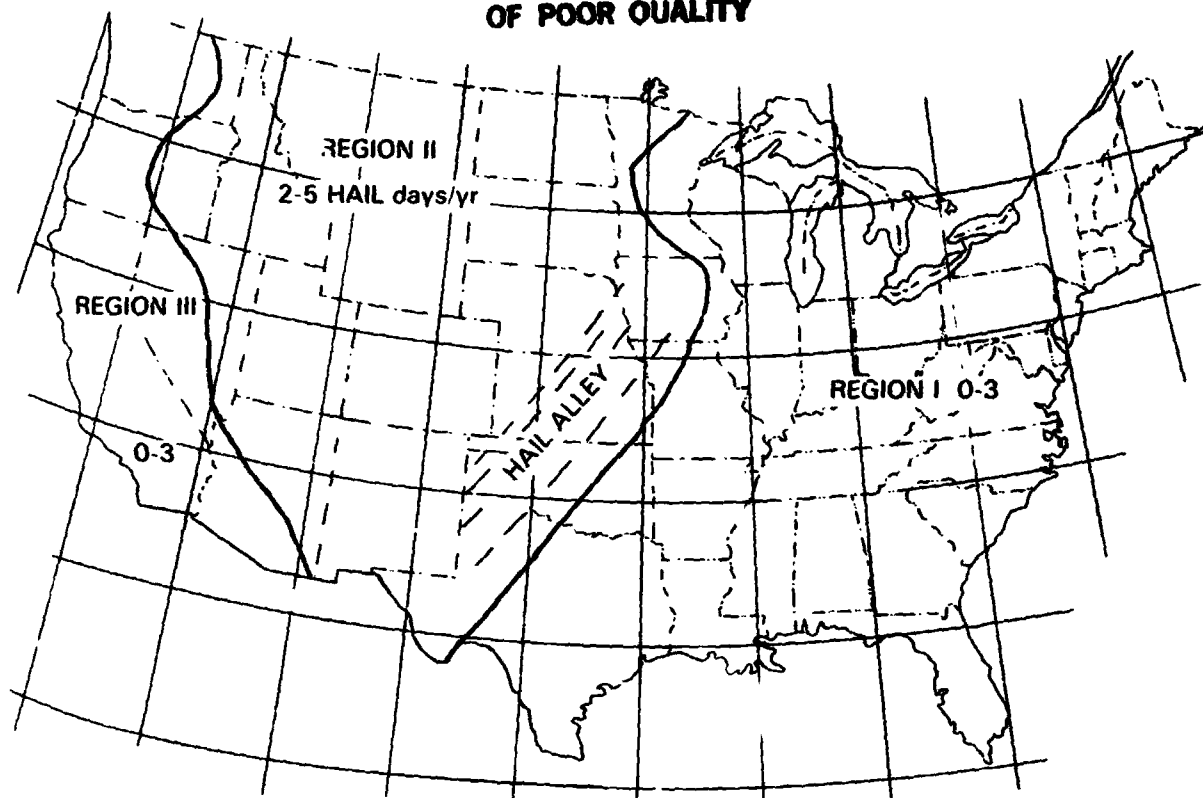 OF POOR QUALITY
REGION II
2-5 HAIL days/yr
REGION III
HAIL ALLEY
REGION I 0-3
0-3